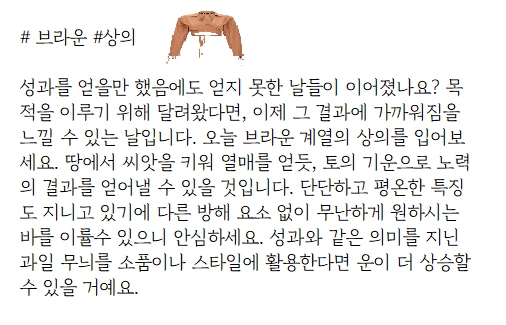 # 브라운 #상의
성과를 얻을만 했음에도 얻지 못한 날들이 이어졌나요? 목
적을 이루기 위해 달려왔다면, 이제 그 결과에 가까워짐을
느낄 수 있는 날입니다. 오늘 브라운 계열의 상의를 입어보
세요. 땅에서 씨앗을 키워 열매를 얻듯, 토의 기운으로 노력
의 결과를 얻어낼 수 있을 것입니다. 단단하고 평온한 특징
도 지니고 있기에 다른 방해 요소 없이 무난하게 원하시는
바를 이룰수 있으니 안심하세요. 성과와 같은 의미를 지닌
과일 무늬를 소품이나 스타일에 활용한다면 운이 더 상승할
수 있을 거예요.